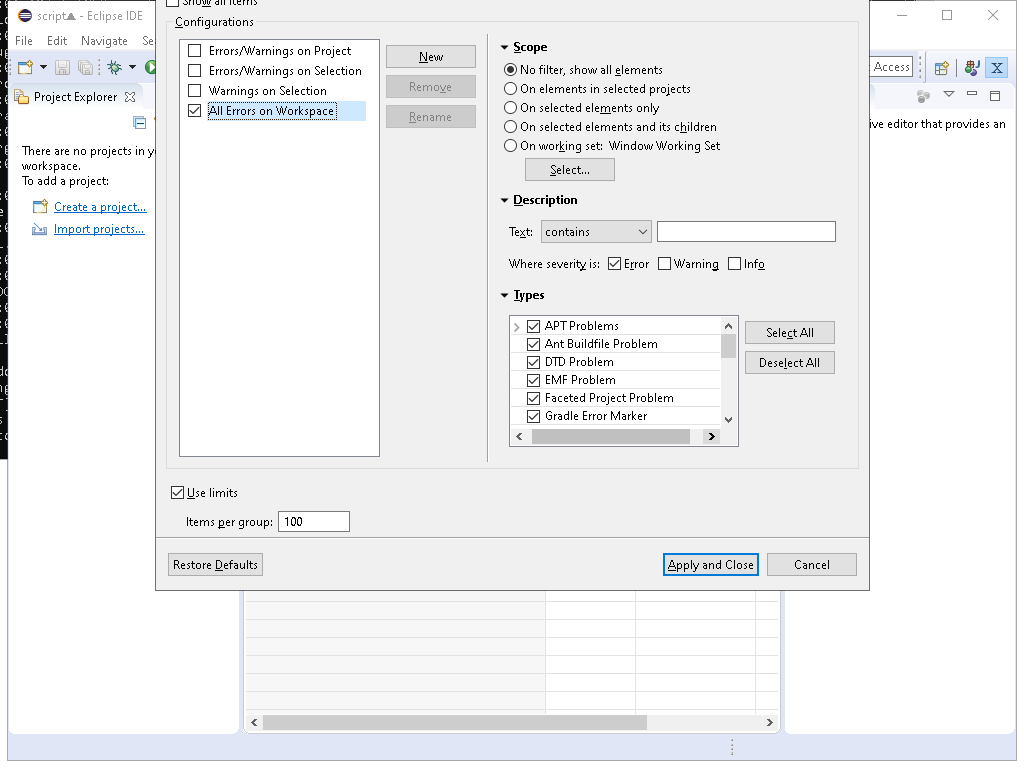 script - Eclipse IDE
Show all items
File Edit Navigate Se
Access
Project Explorer
There are no projects in y
workspace.
To add a project:
Create a project...
Import projects...
Configurations
Errors/Warnings on Project
Errors/Warnings on Selection
Warnings on Selection
All Errors on Workspace
New
Remove
Rename
Scope
No filter, show all elements
On elements in selected projects
On selected elements only
On selected elements and its children
On working set: Window Working Set
Select...
Description
Text: contains
Where severity is: Error Warning Info
Types
APT Problems
Ant Buildfile Problem
DTD Problem
EMF Problem
Faceted Project Problem
Gradle Error Marker
Select All
Deselect All
Use limits
Items per group: 100
Restore Defaults
Apply and Close
Cancel
ive editor that provides an